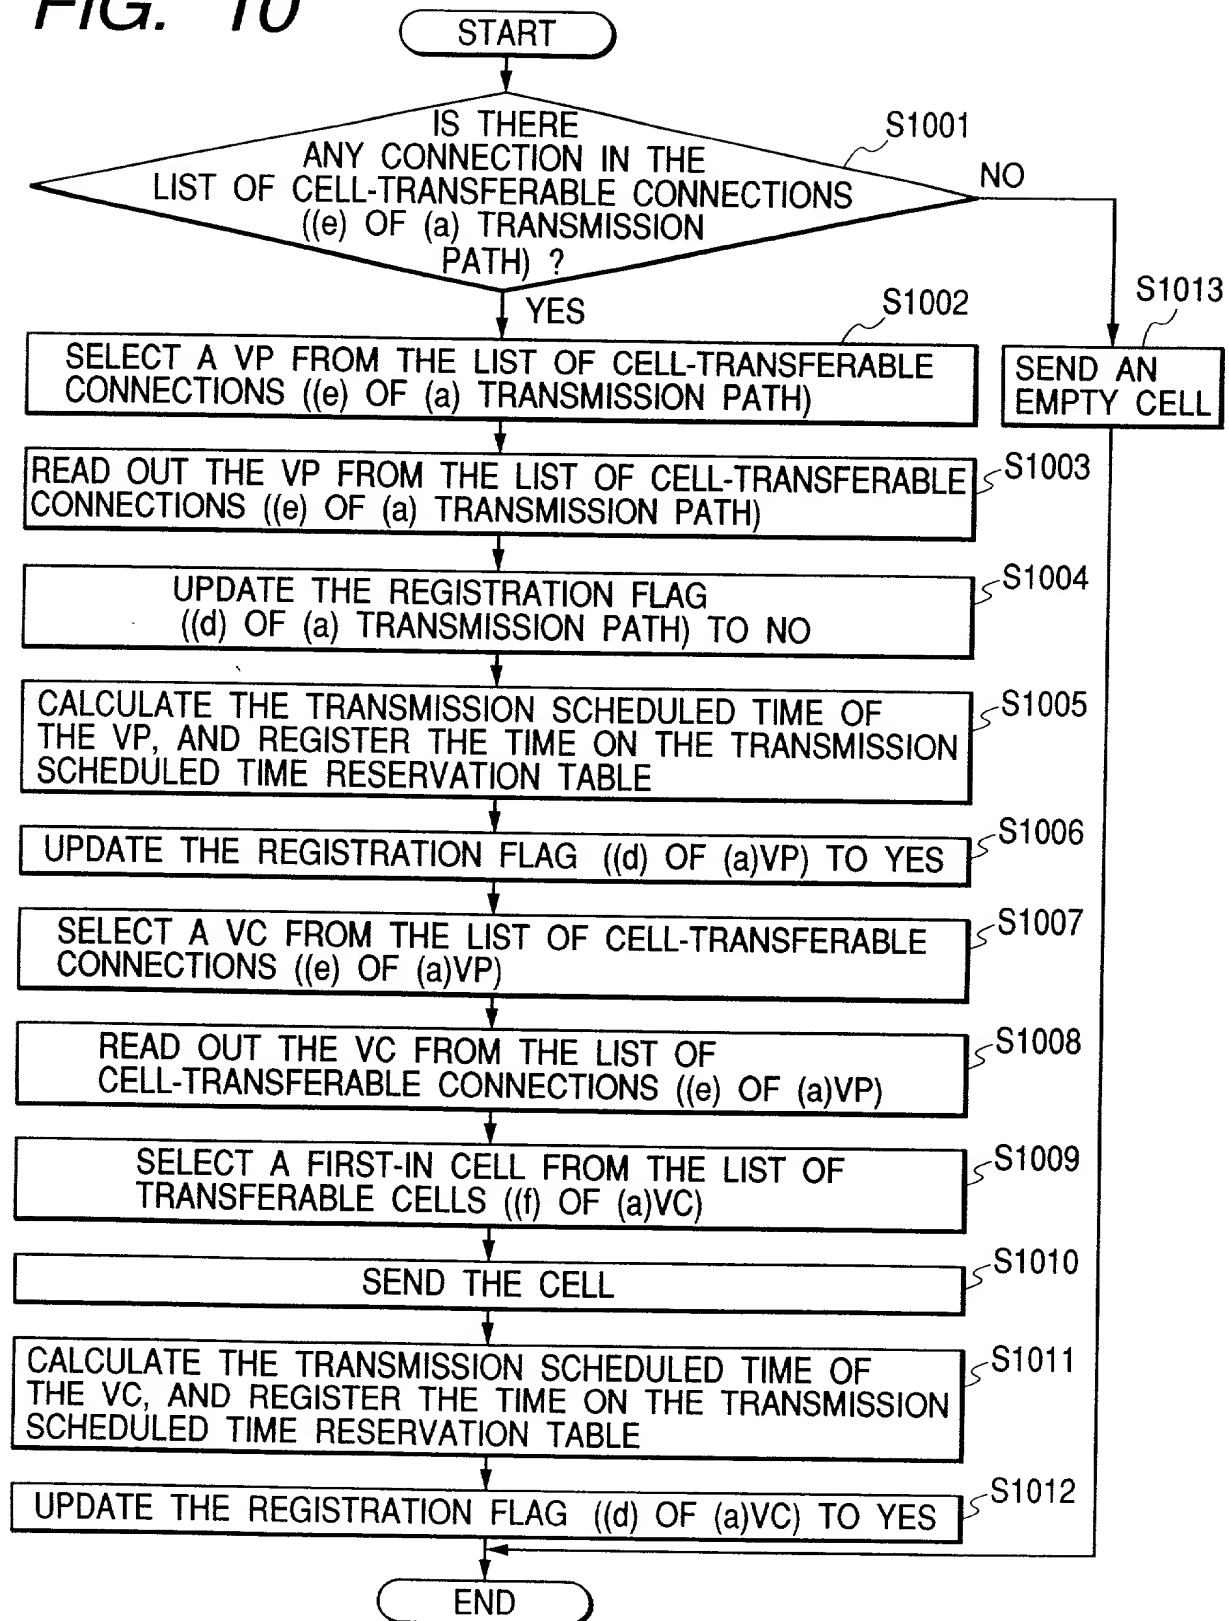 FIG. 10
START
IS THERE
ANY CONNECTION IN THE
LIST OF CELL-TRANSFERABLE CONNECTIONS
((e) OF (a) TRANSMISSION
PATH) ?
S1001
NO
YES
S1002
S1013
SELECT A VP FROM THE LIST OF CELL-TRANSFERABLE
CONNECTIONS ((e) OF (a) TRANSMISSION PATH)
SEND AN
EMPTY CELL
READ OUT THE VP FROM THE LIST OF CELL-TRANSFERABLE
CONNECTIONS ((e) OF (a) TRANSMISSION PATH)
S1003
UPDATE THE REGISTRATION FLAG
((d) OF (a) TRANSMISSION PATH) TO NO
S1004
CALCULATE THE TRANSMISSION SCHEDULED TIME OF
THE VP, AND REGISTER THE TIME ON THE TRANSMISSION
SCHEDULED TIME RESERVATION TABLE
S1005
UPDATE THE REGISTRATION FLAG ((d) OF (a)VP) TO YES
S1006
SELECT A VC FROM THE LIST OF CELL-TRANSFERABLE
CONNECTIONS ((e) OF (a)VP)
S1007
READ OUT THE VC FROM THE LIST OF
CELL-TRANSFERABLE CONNECTIONS ((e) OF (a)VP)
S1008
SELECT A FIRST-IN CELL FROM THE LIST OF
TRANSFERABLE CELLS ((f) OF (a)VC)
S1009
SEND THE CELL
S1010
CALCULATE THE TRANSMISSION SCHEDULED TIME OF
THE VC, AND REGISTER THE TIME ON THE TRANSMISSION
SCHEDULED TIME RESERVATION TABLE
S1011
UPDATE THE REGISTRATION FLAG ((d) OF (a)VC) TO YES
S1012
END